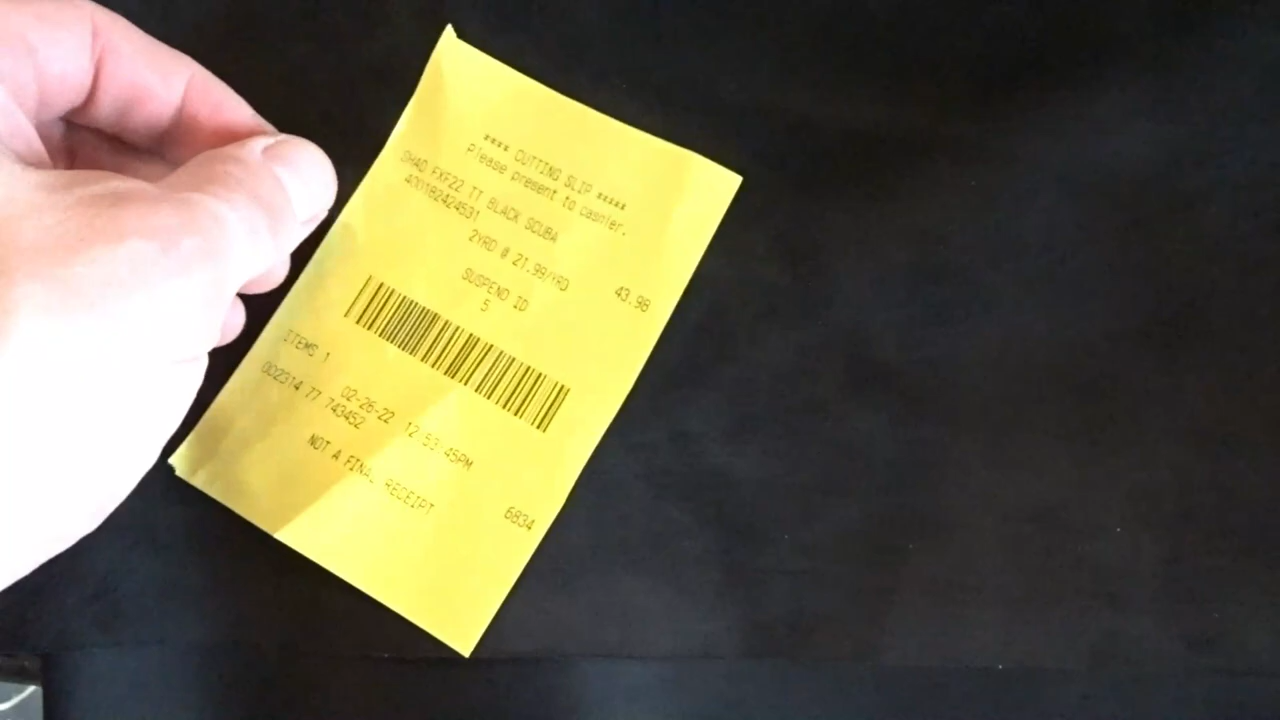 **** CUTTING SLIP *****
please present to cashier.
SHAD FXF22 TT BLACK SCUBA
400182424531
2YRD @ 21.99/YRD 43.98
SUSPEND ID
5
ITEMS 1
02-26-22 12:53:45PM
002314 77 743452 6834
NOT A FINAL RECEIPT